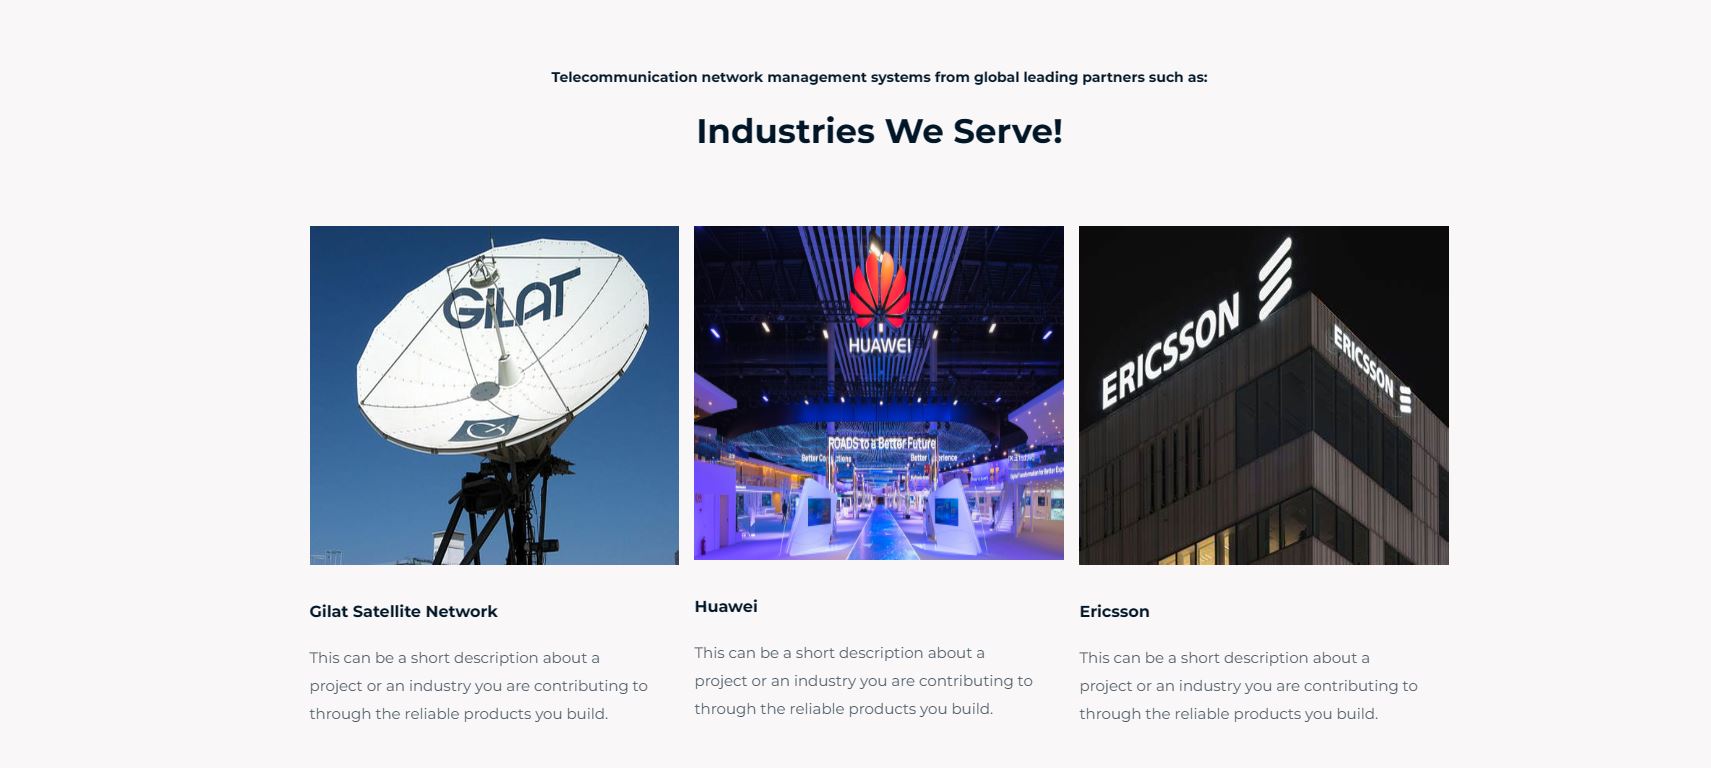 Telecommunication network management systems from global leading partners such as:
Industries We Serve!
GILAT
HUAWEI
ROADS to a Better Future
ERICSSON
ERICSSON
Gilat Satellite Network
This can be a short description about a
project or an industry you are contributing to
through the reliable products you build.
Huawei
This can be a short description about a
project or an industry you are contributing to
through the reliable products you build.
Ericsson
This can be a short description about a
project or an industry you are contributing to
through the reliable products you build.